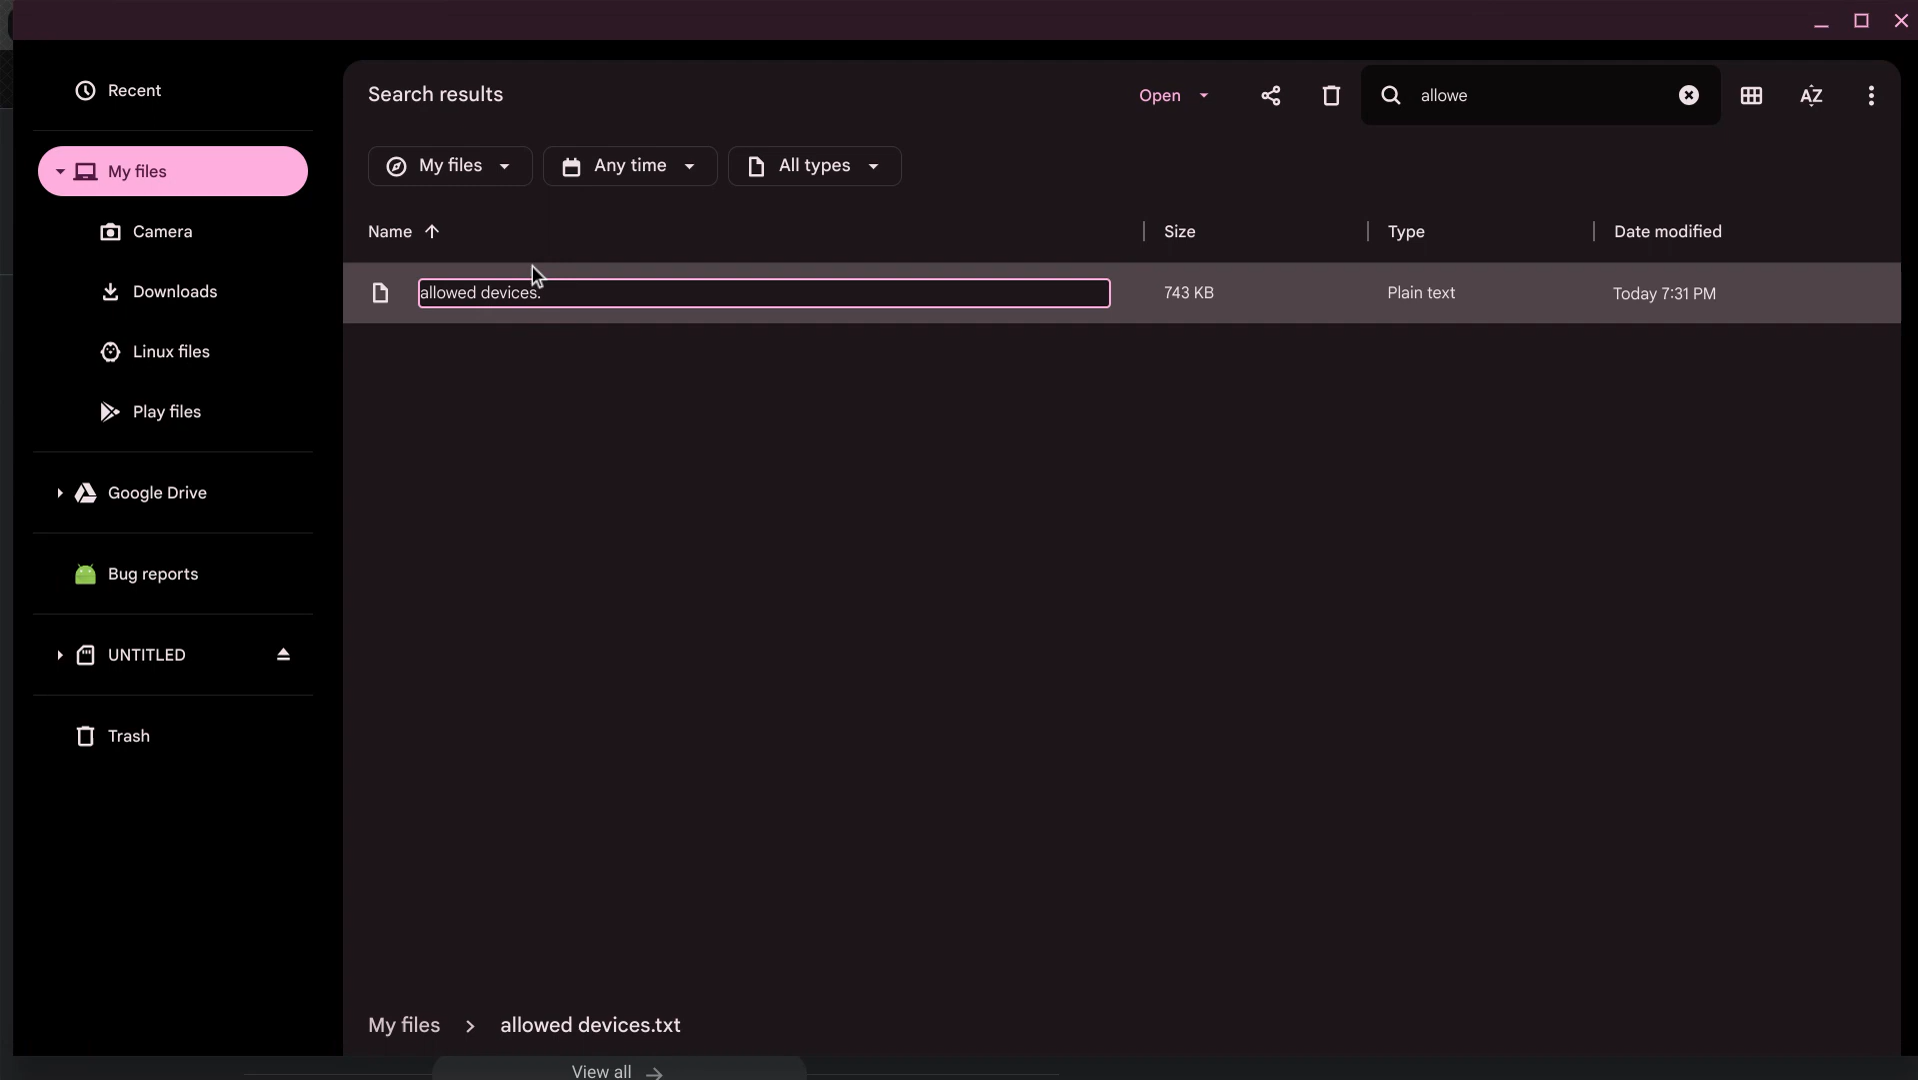 Recent
My files
Camera
Downloads
Linux files
Play files
Google Drive
Bug reports
UNTITLED
Trash
Search results
Open
allowe
AZ
My files
Any time
All types
Name
Size
Type
Date modified
allowed devices.
743 KB
Plain text
Today 7:31 PM
My files > allowed devices.txt
View all →